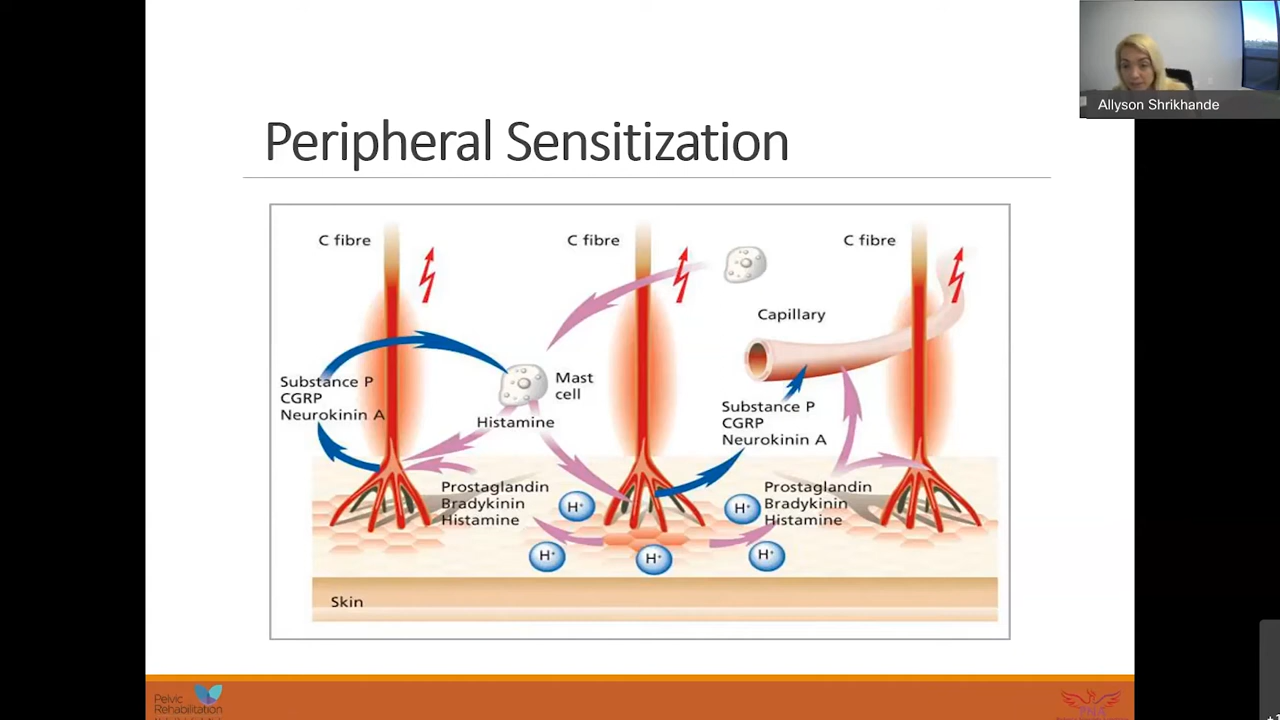 Allyson Shrikhande
Peripheral Sensitization
C fibre
C fibre
C fibre
Capillary
Substance P
CGRP
Neurokinin A
Mast
cell
Histamine
Substance P
CGRP
Neurokinin A
Prostaglandin
Bradykinin
Histamine
Prostaglandin
Bradykinin
Histamine
H+
H+
H+
H+
H+
Skin
Pelvic
Rehabilitation